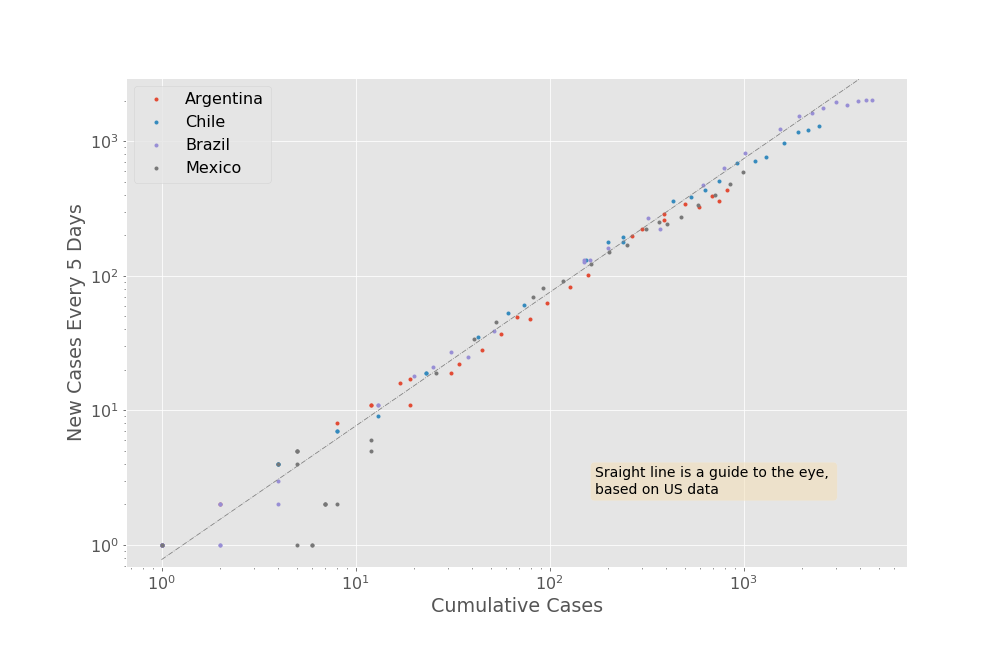 Argentina
Chile
Brazil
Mexico
New Cases Every 5 Days
10³
10²
10¹
10⁰
Sraight line is a guide to the eye,
based on US data
10⁰ 10¹ 10² 10³
Cumulative Cases